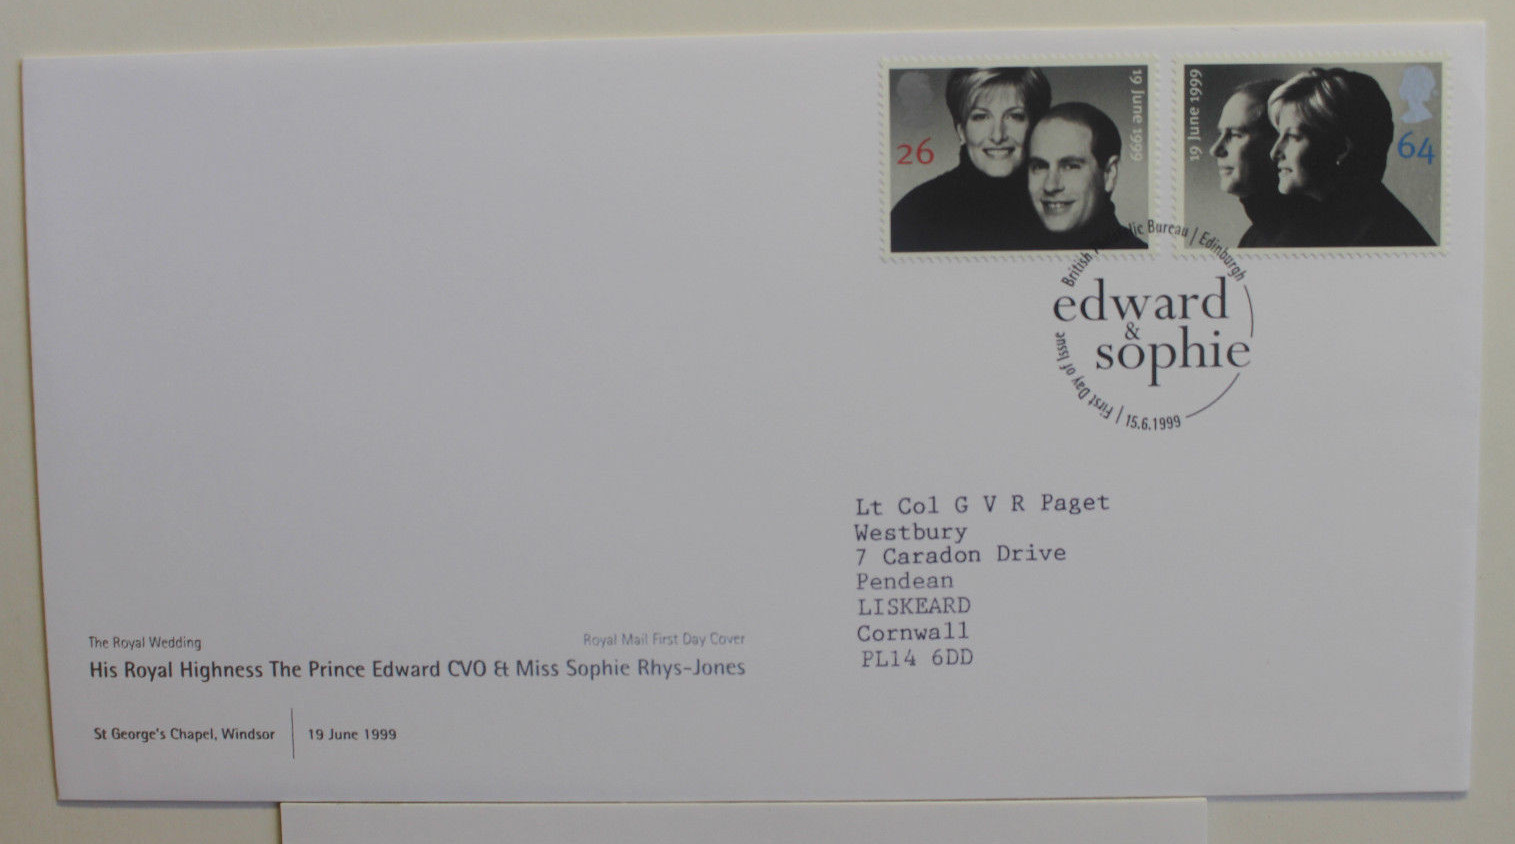 26
19 June 1999
19 June 1999
64
British Philatelic Bureau | Edinburgh
edward
&
sophie
First Day of Issue | 15.6.1999
Lt Col G V R Paget
Westbury
7 Caradon Drive
Pendean
LISKEARD
Cornwall
PL14 6DD
The Royal Wedding
Royal Mail First Day Cover
His Royal Highness The Prince Edward CVO & Miss Sophie Rhys-Jones
St George's Chapel, Windsor | 19 June 1999